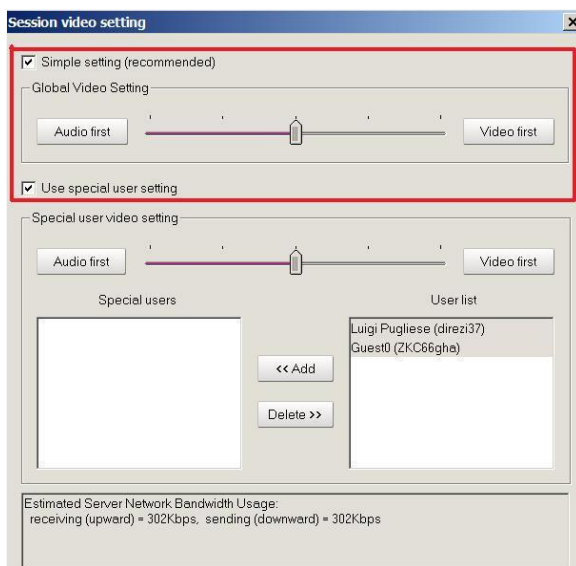 Session video setting
Simple setting (recommended)
Global Video Setting
Audio first
Video first
Use special user setting
Special user video setting
Audio first
Video first
Special users
User list
Luigi Pugliese (direzi37)
Guest0 (ZKC66gha)
<< Add
Delete >>
Estimated Server Network Bandwidth Usage:
receiving (upward) = 302Kbps, sending (downward) = 302Kbps